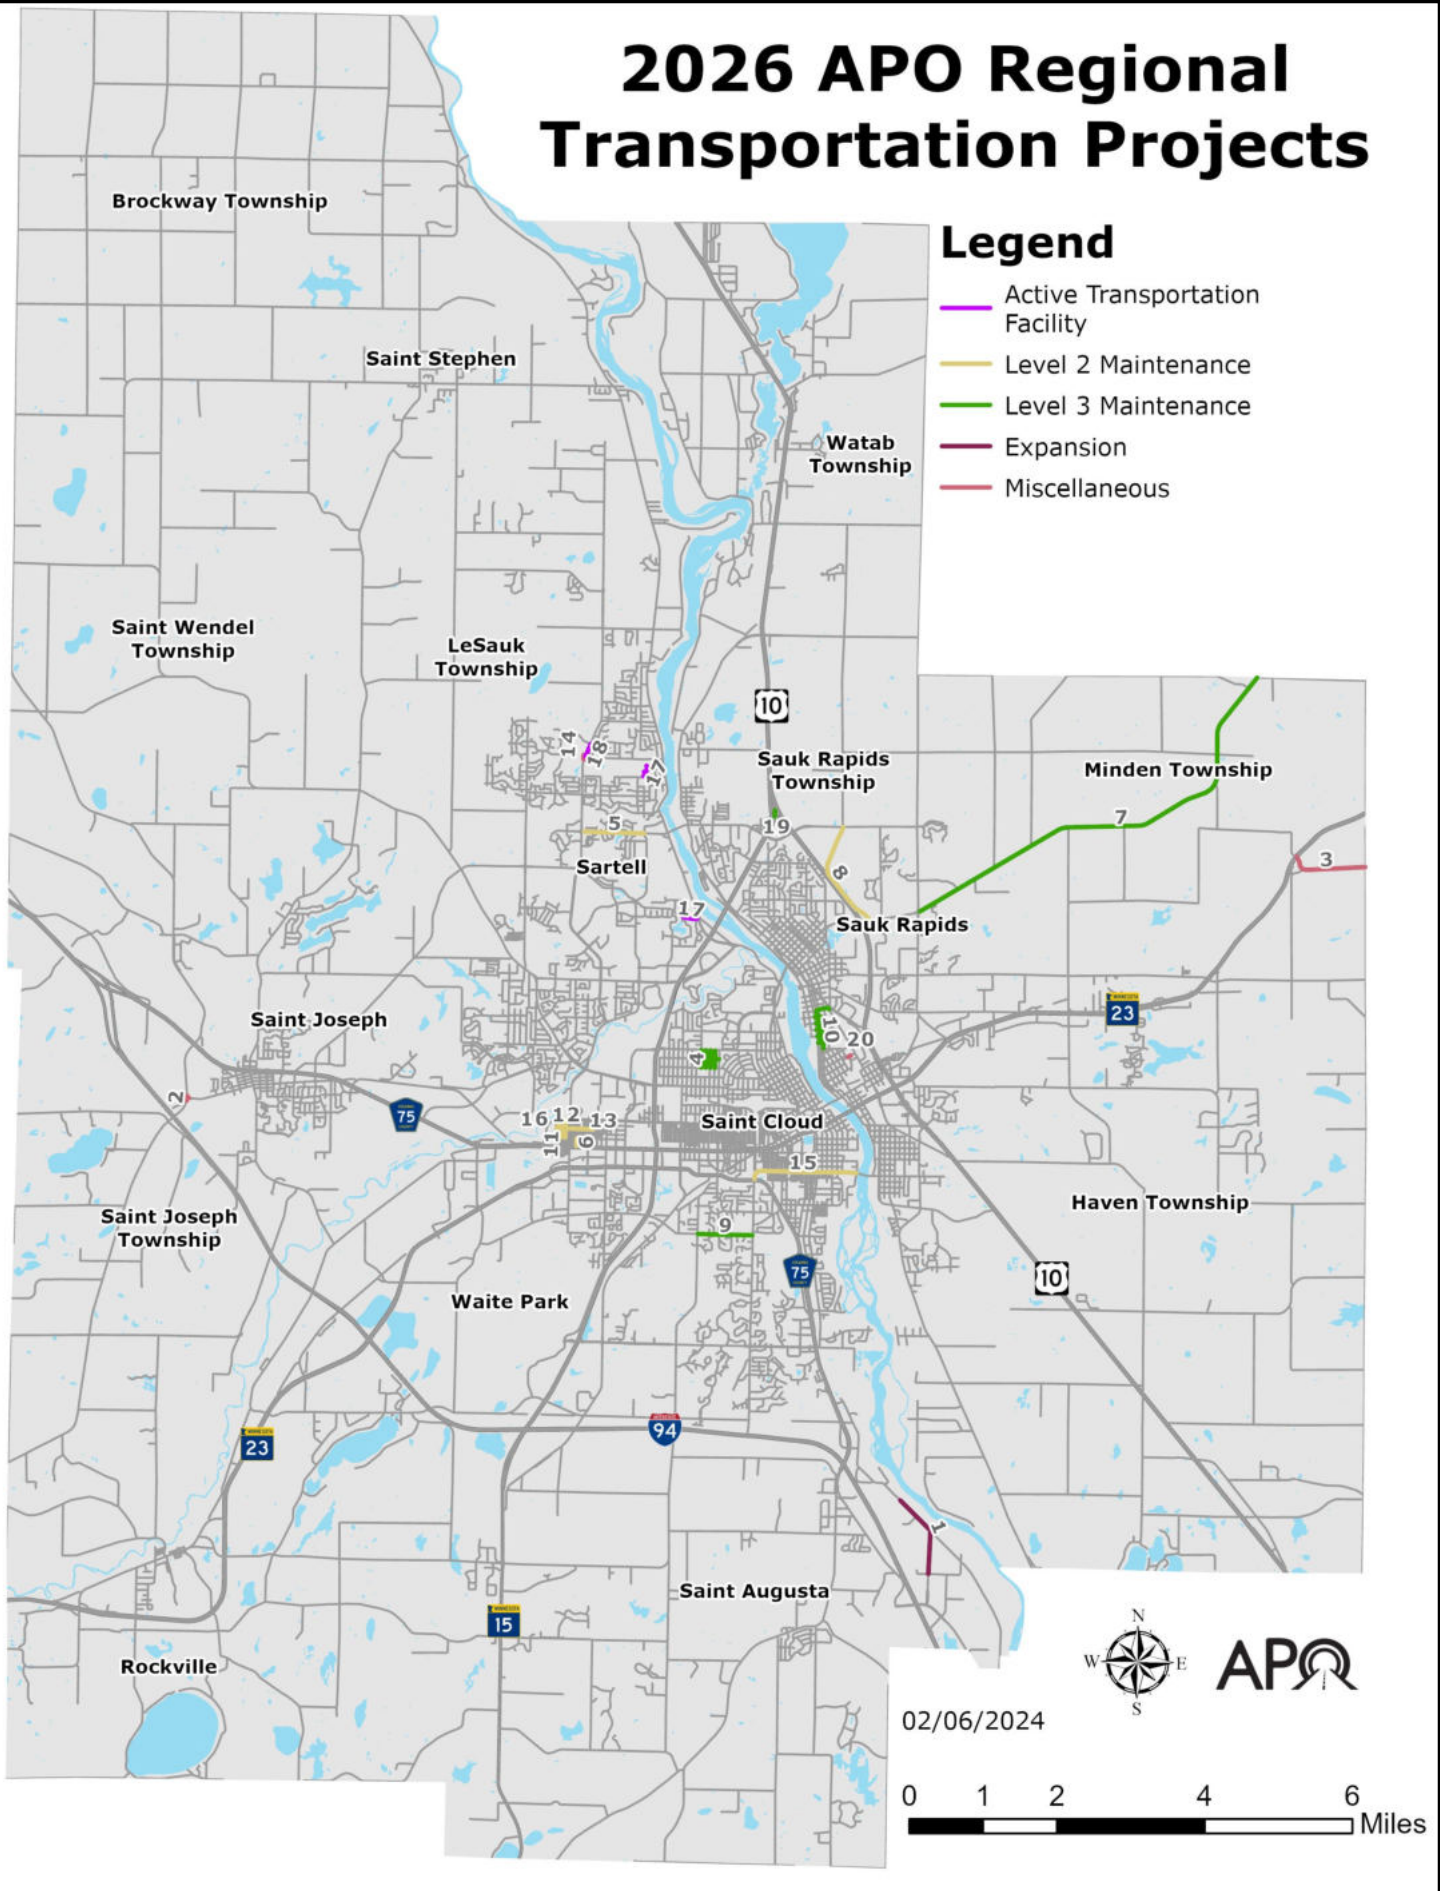 2026 APO Regional
Transportation Projects
Legend
Active Transportation
Facility
Level 2 Maintenance
Level 3 Maintenance
Expansion
Miscellaneous
Brockway Township
Saint Stephen
Watab
Township
Saint Wendel
Township
LeSauk
Township
10
14
18
17
Sauk Rapids
Township
Minden Township
7
5
19
8
3
Sartell
17
Sauk Rapids
MINNESOTA
23
Saint Joseph
10
20
4
2
75
16
12
13
11
6
Saint Cloud
15
Haven Township
Saint Joseph
Township
9
75
10
Waite Park
94
MINNESOTA
23
1
Saint Augusta
MINNESOTA
15
Rockville
N
W
E
S
APO
02/06/2024
0 1 2 4 6
Miles